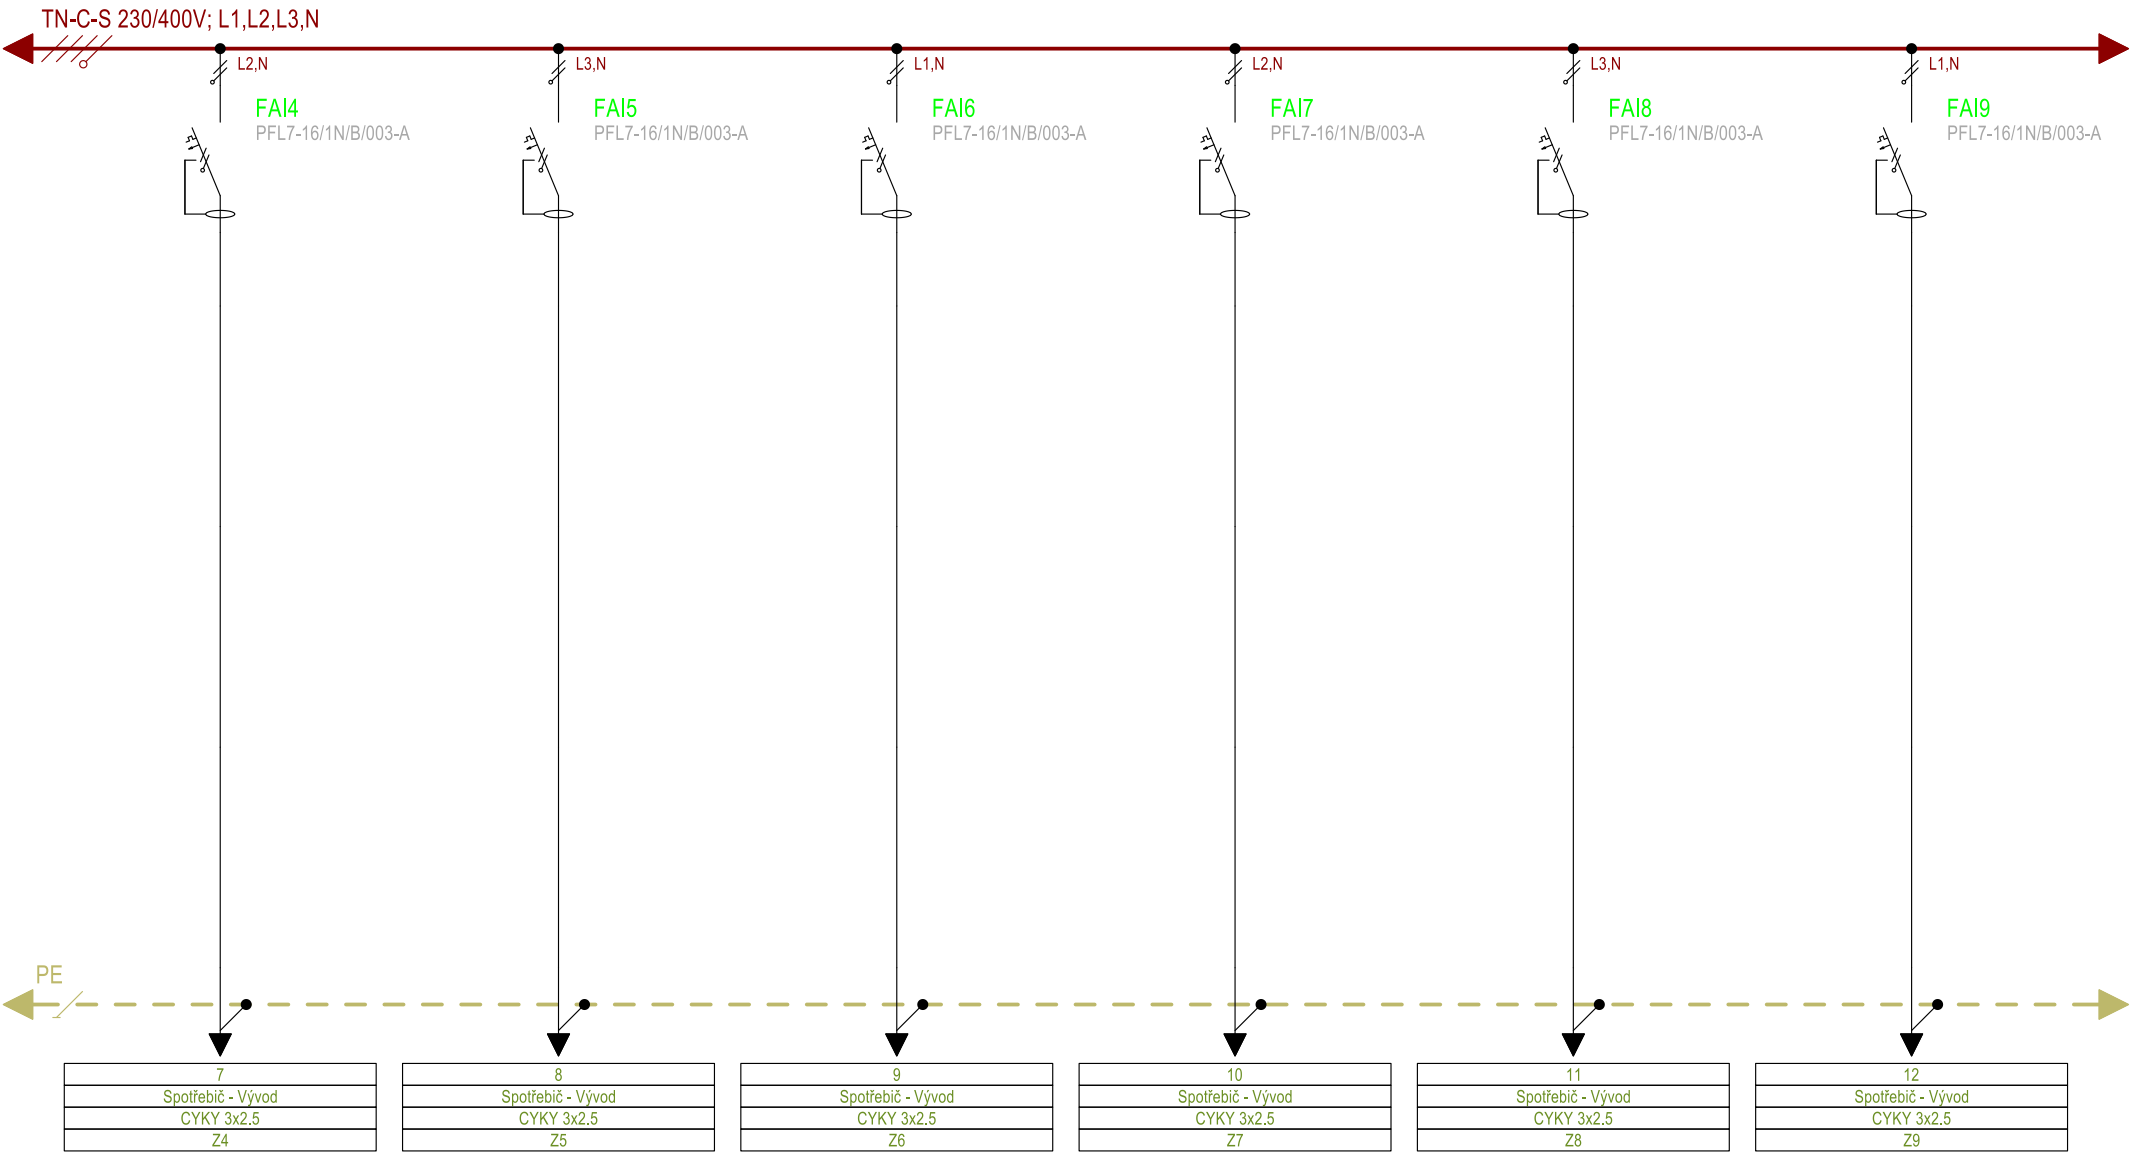 TN-C-S 230/400V; L1,L2,L3,N
L2,N
L3,N
L1,N
L2,N
L3,N
L1,N
FAI4
PFL7-16/1N/B/003-A
FAI5
PFL7-16/1N/B/003-A
FAI6
PFL7-16/1N/B/003-A
FAI7
PFL7-16/1N/B/003-A
FAI8
PFL7-16/1N/B/003-A
FAI9
PFL7-16/1N/B/003-A
PE
7
Spotřebič - Vývod
CYKY 3x2.5
Z4
8
Spotřebič - Vývod
CYKY 3x2.5
Z5
9
Spotřebič - Vývod
CYKY 3x2.5
Z6
10
Spotřebič - Vývod
CYKY 3x2.5
Z7
11
Spotřebič - Vývod
CYKY 3x2.5
Z8
12
Spotřebič - Vývod
CYKY 3x2.5
Z9